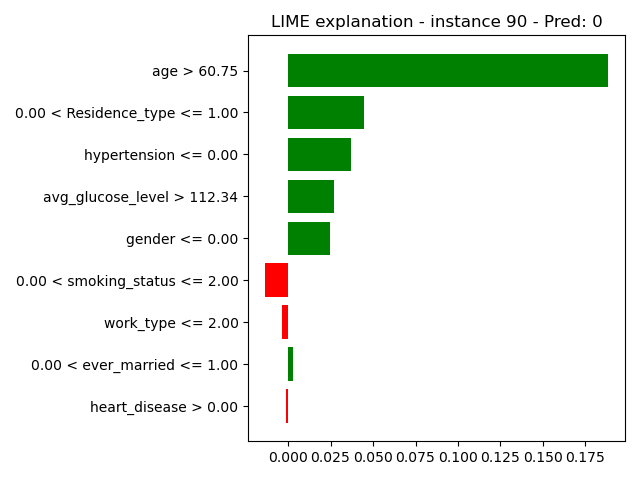 LIME explanation - instance 90 - Pred: 0
age > 60.75
0.00 < Residence_type <= 1.00
hypertension <= 0.00
avg_glucose_level > 112.34
gender <= 0.00
0.00 < smoking_status <= 2.00
work_type <= 2.00
0.00 < ever_married <= 1.00
heart_disease > 0.00
0.000 0.025 0.050 0.075 0.100 0.125 0.150 0.175